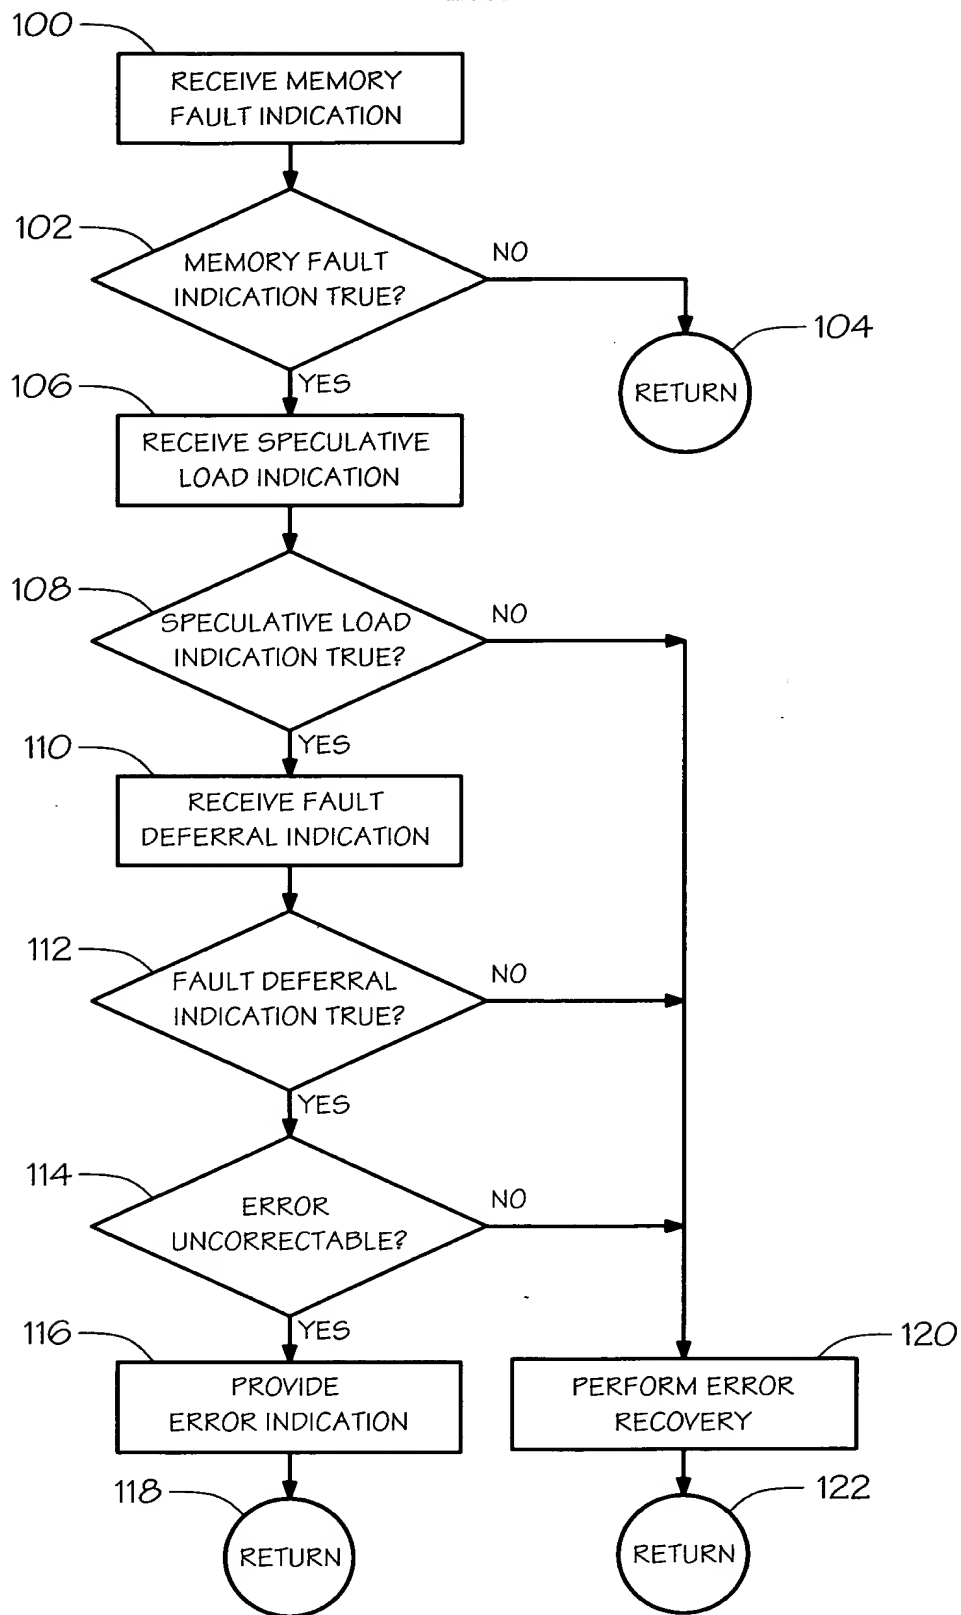 100
RECEIVE MEMORY
FAULT INDICATION
102
MEMORY FAULT
INDICATION TRUE?
NO
104
RETURN
YES
106
RECEIVE SPECULATIVE
LOAD INDICATION
108
SPECULATIVE LOAD
INDICATION TRUE?
NO
YES
110
RECEIVE FAULT
DEFERRAL INDICATION
112
FAULT DEFERRAL
INDICATION TRUE?
NO
YES
114
ERROR
UNCORRECTABLE?
NO
YES
116
PROVIDE
ERROR INDICATION
120
PERFORM ERROR
RECOVERY
118
RETURN
122
RETURN